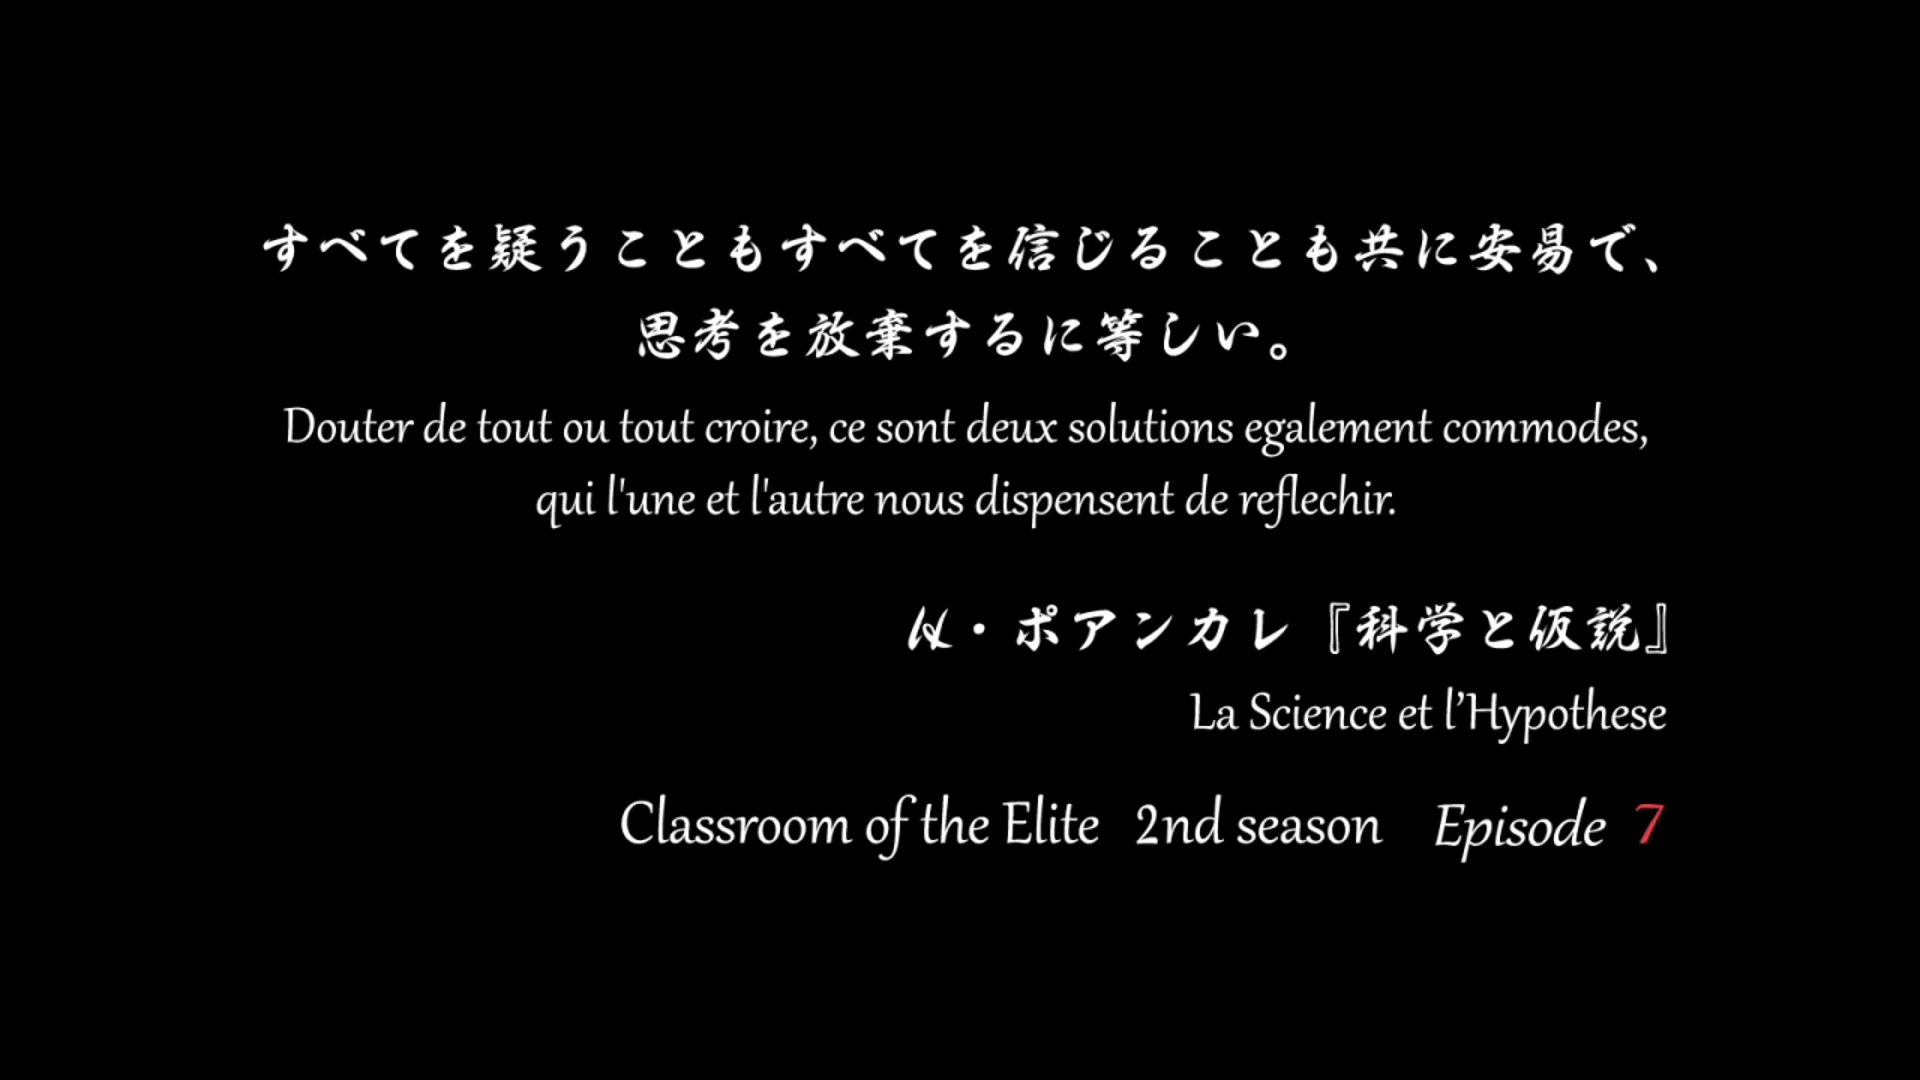 すべてを疑うこともすべてを信じることも共に安易で、
思考を放棄するに等しい。
Douter de tout ou tout croire, ce sont deux solutions egalement commodes,
qui l'une et l'autre nous dispensent de reflechir.
H・ポアンカレ『科学と仮説』
La Science et l’Hypothese
Classroom of the Elite 2nd season Episode 7